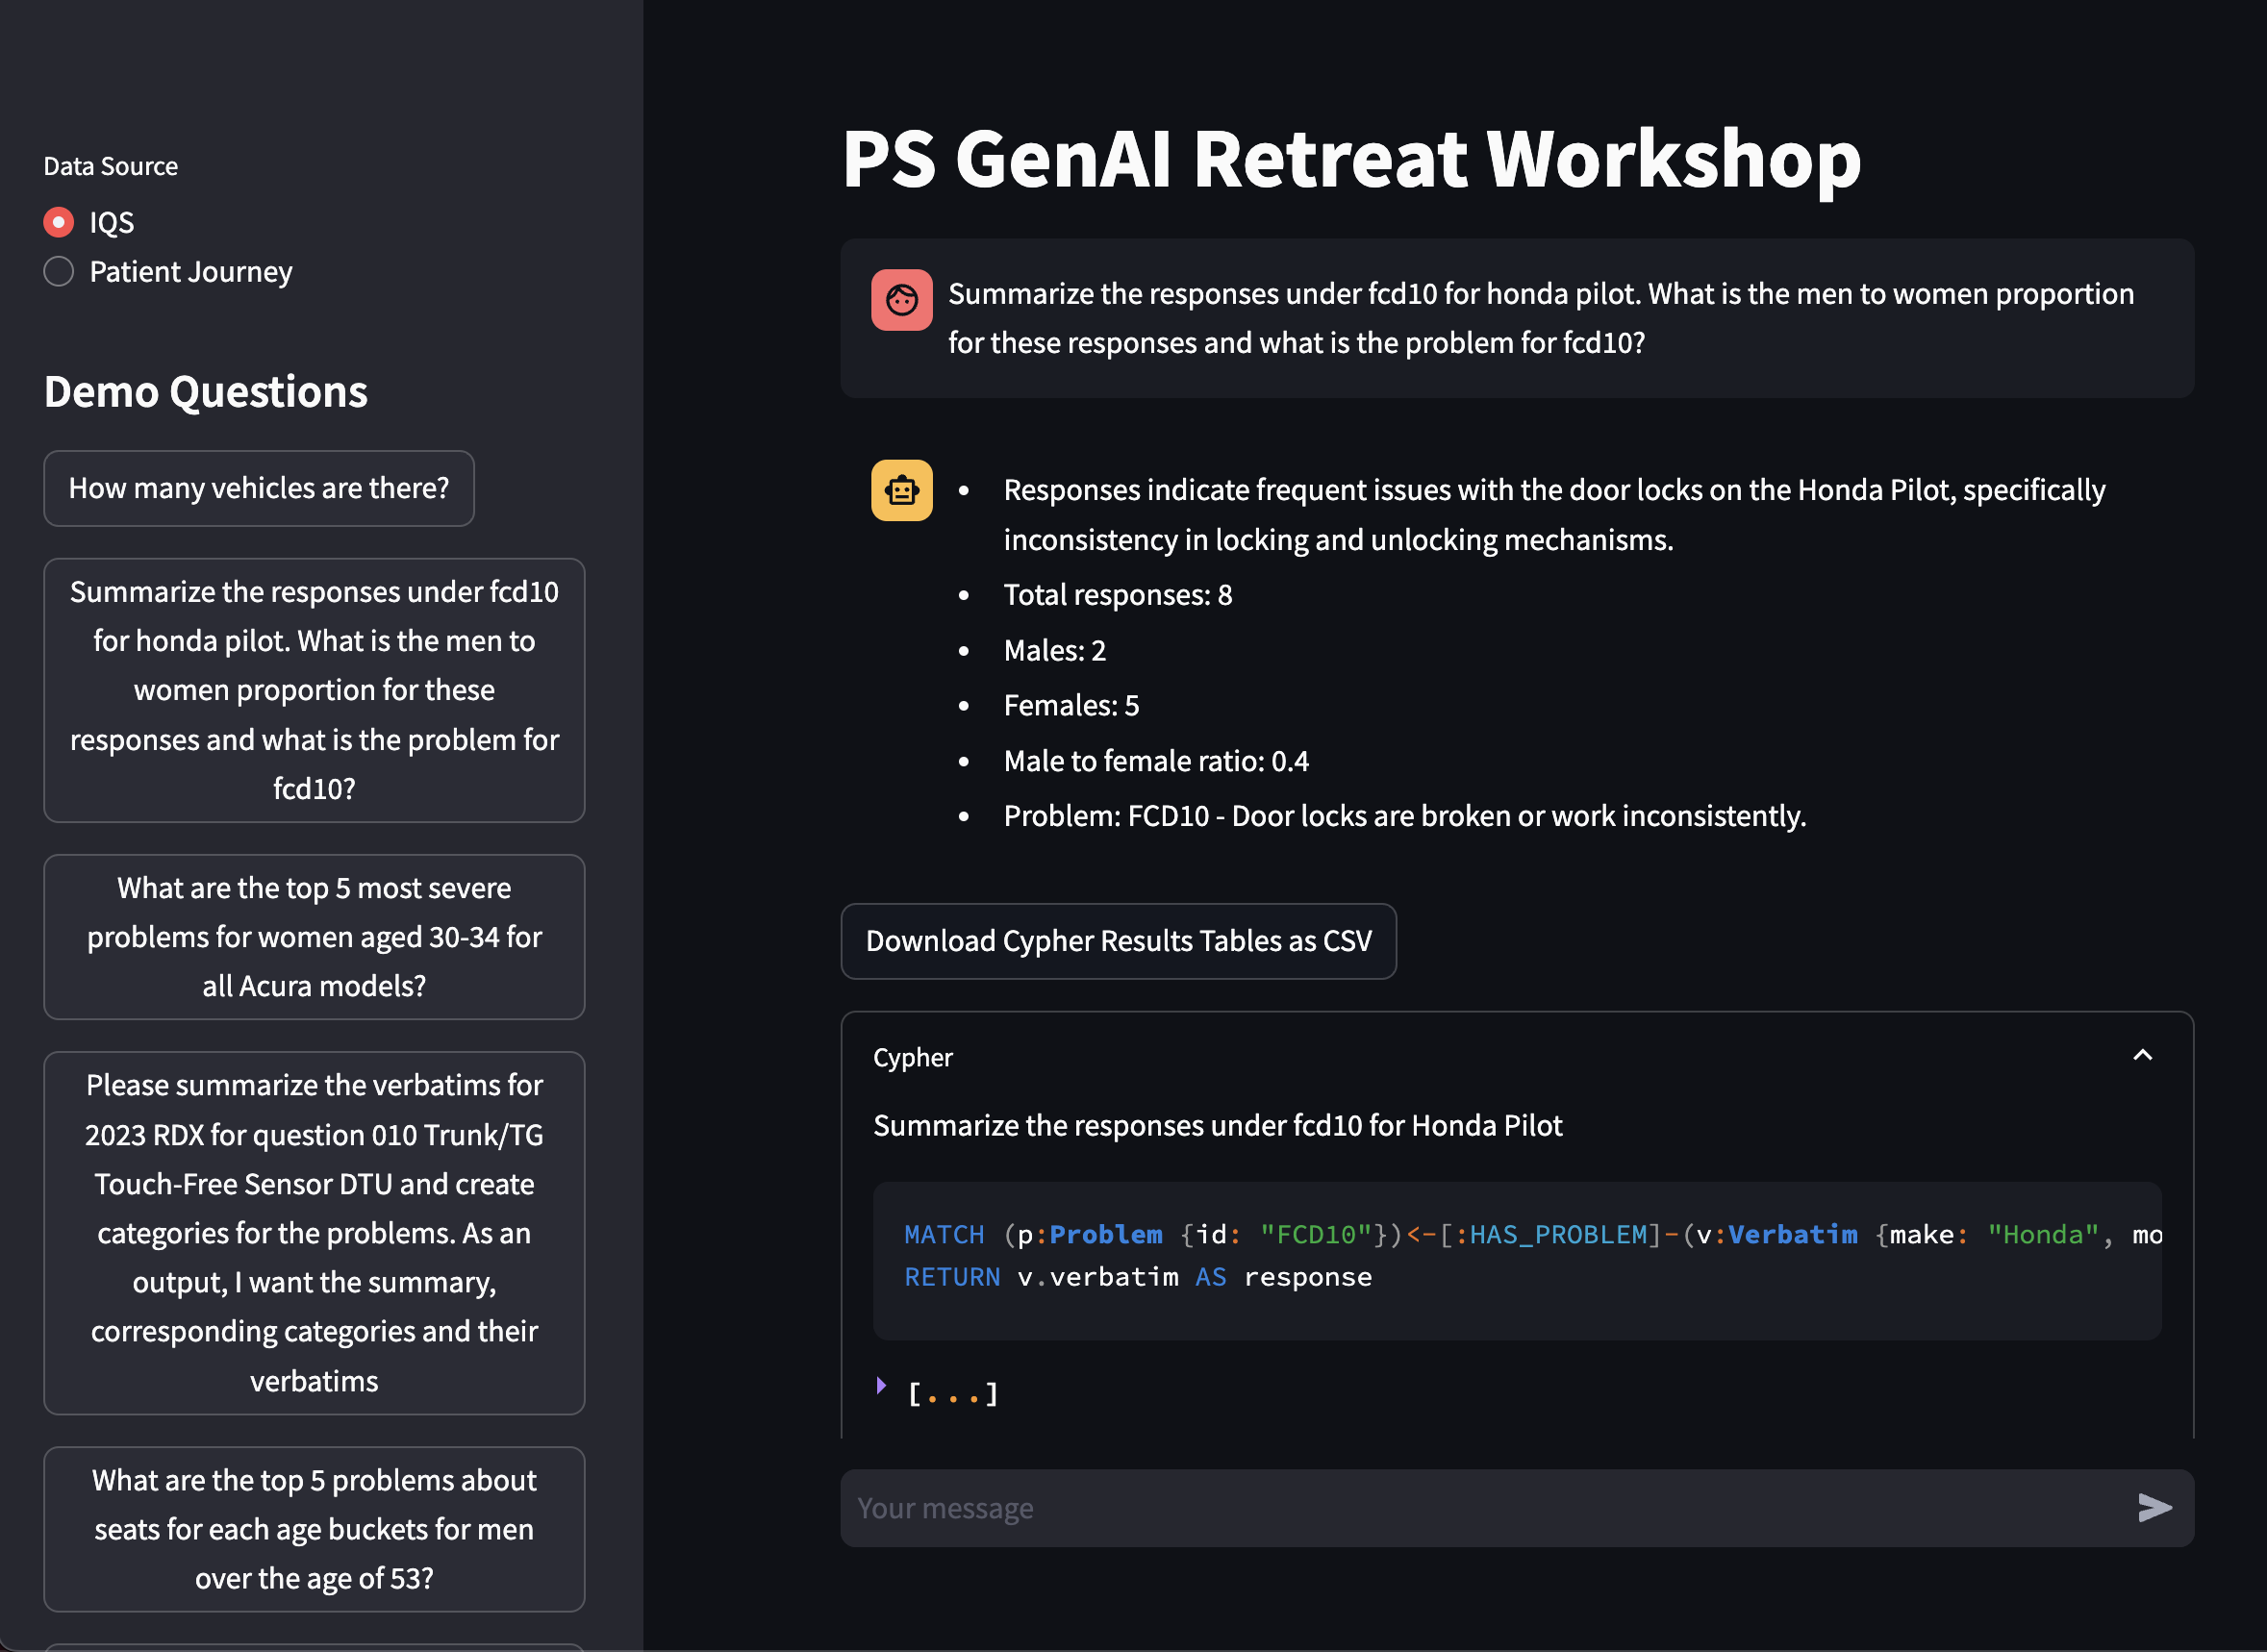 Data Source
IQS
Patient Journey
Demo Questions
How many vehicles are there?
Summarize the responses under fcd10
for honda pilot. What is the men to
women proportion for these
responses and what is the problem for
fcd10?
What are the top 5 most severe
problems for women aged 30-34 for
all Acura models?
Please summarize the verbatims for
2023 RDX for question 010 Trunk/TG
Touch-Free Sensor DTU and create
categories for the problems. As an
output, I want the summary,
corresponding categories and their
verbatims
What are the top 5 problems about
seats for each age buckets for men
over the age of 53?
PS GenAI Retreat Workshop
Summarize the responses under fcd10 for honda pilot. What is the men to women proportion
for these responses and what is the problem for fcd10?
• Responses indicate frequent issues with the door locks on the Honda Pilot, specifically
inconsistency in locking and unlocking mechanisms.
• Total responses: 8
• Males: 2
• Females: 5
• Male to female ratio: 0.4
• Problem: FCD10 - Door locks are broken or work inconsistently.
Download Cypher Results Tables as CSV
Cypher
Summarize the responses under fcd10 for Honda Pilot
MATCH (p:Problem {id: "FCD10"})<-[:HAS_PROBLEM]-(v:Verbatim {make: "Honda", mo
RETURN v.verbatim AS response
[...]
Your message